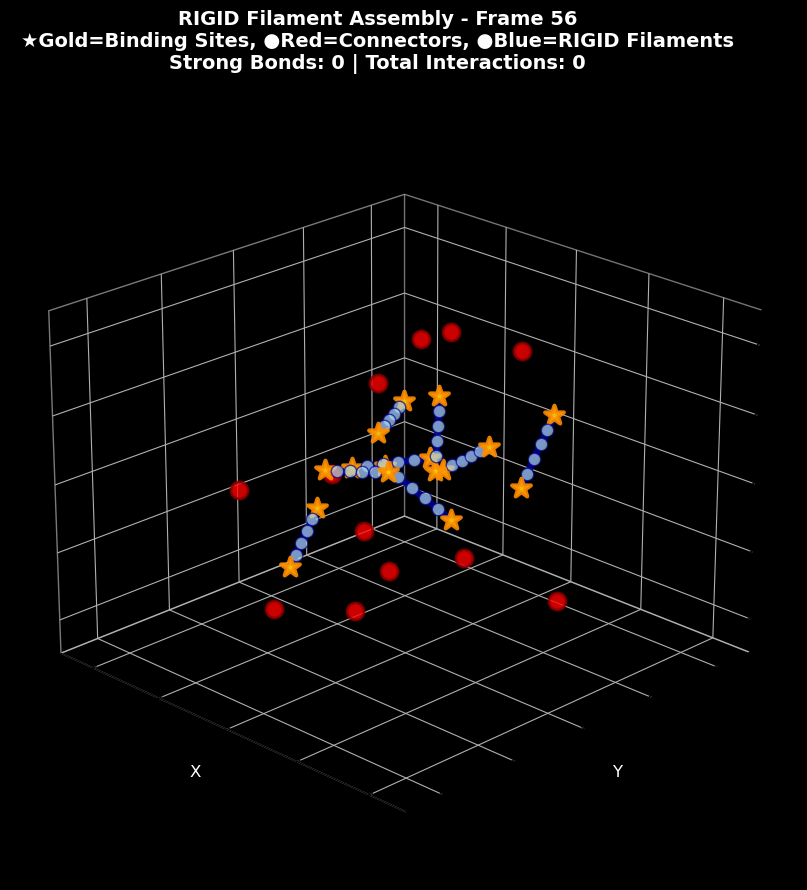 RIGID Filament Assembly - Frame 56
★Gold=Binding Sites, ●Red=Connectors, ●Blue=RIGID Filaments
Strong Bonds: 0 | Total Interactions: 0
X
Y